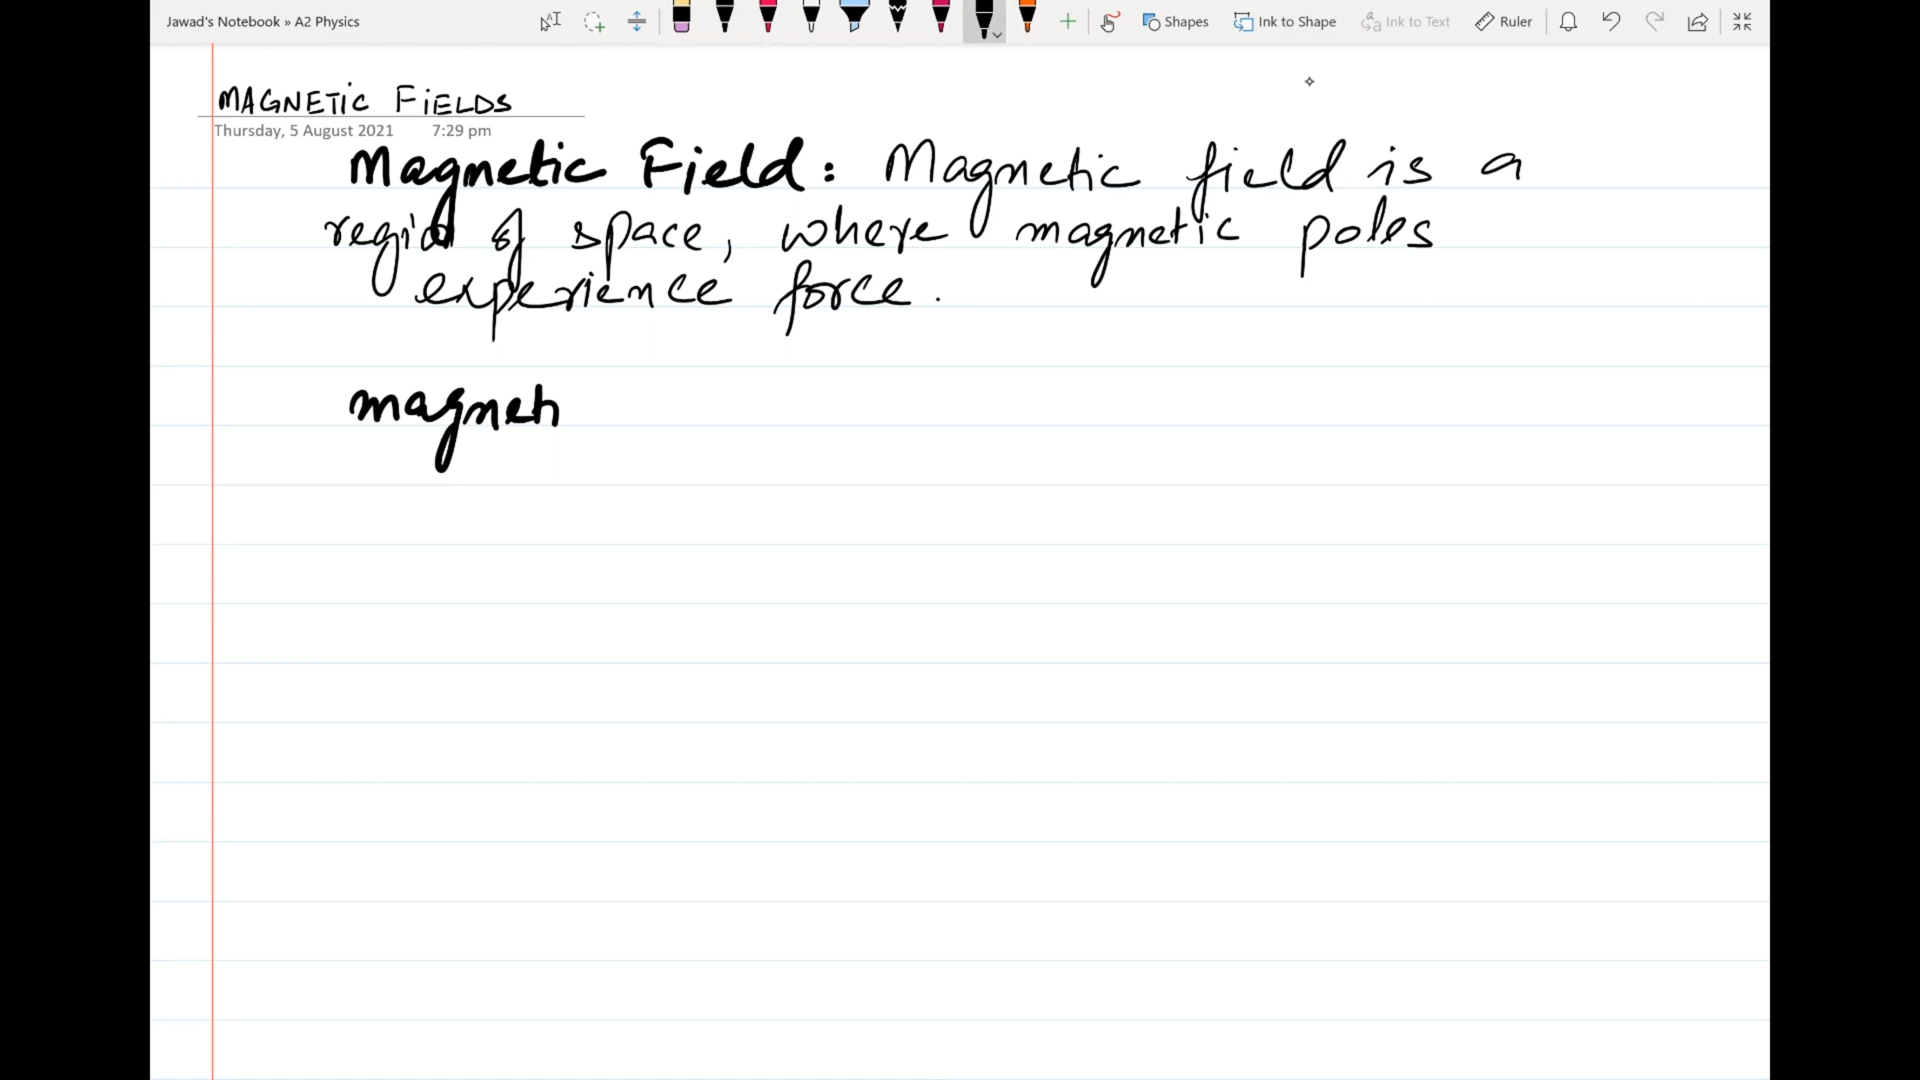 Jawad's Notebook » A2 Physics
Shapes Ink to Shape Ink to Text Ruler
MAGNETIC FIELDS
Thursday, 5 August 2021 7:29 pm
Magnetic Field: Magnetic field is a
region of space, where magnetic poles
experience force.
magneti